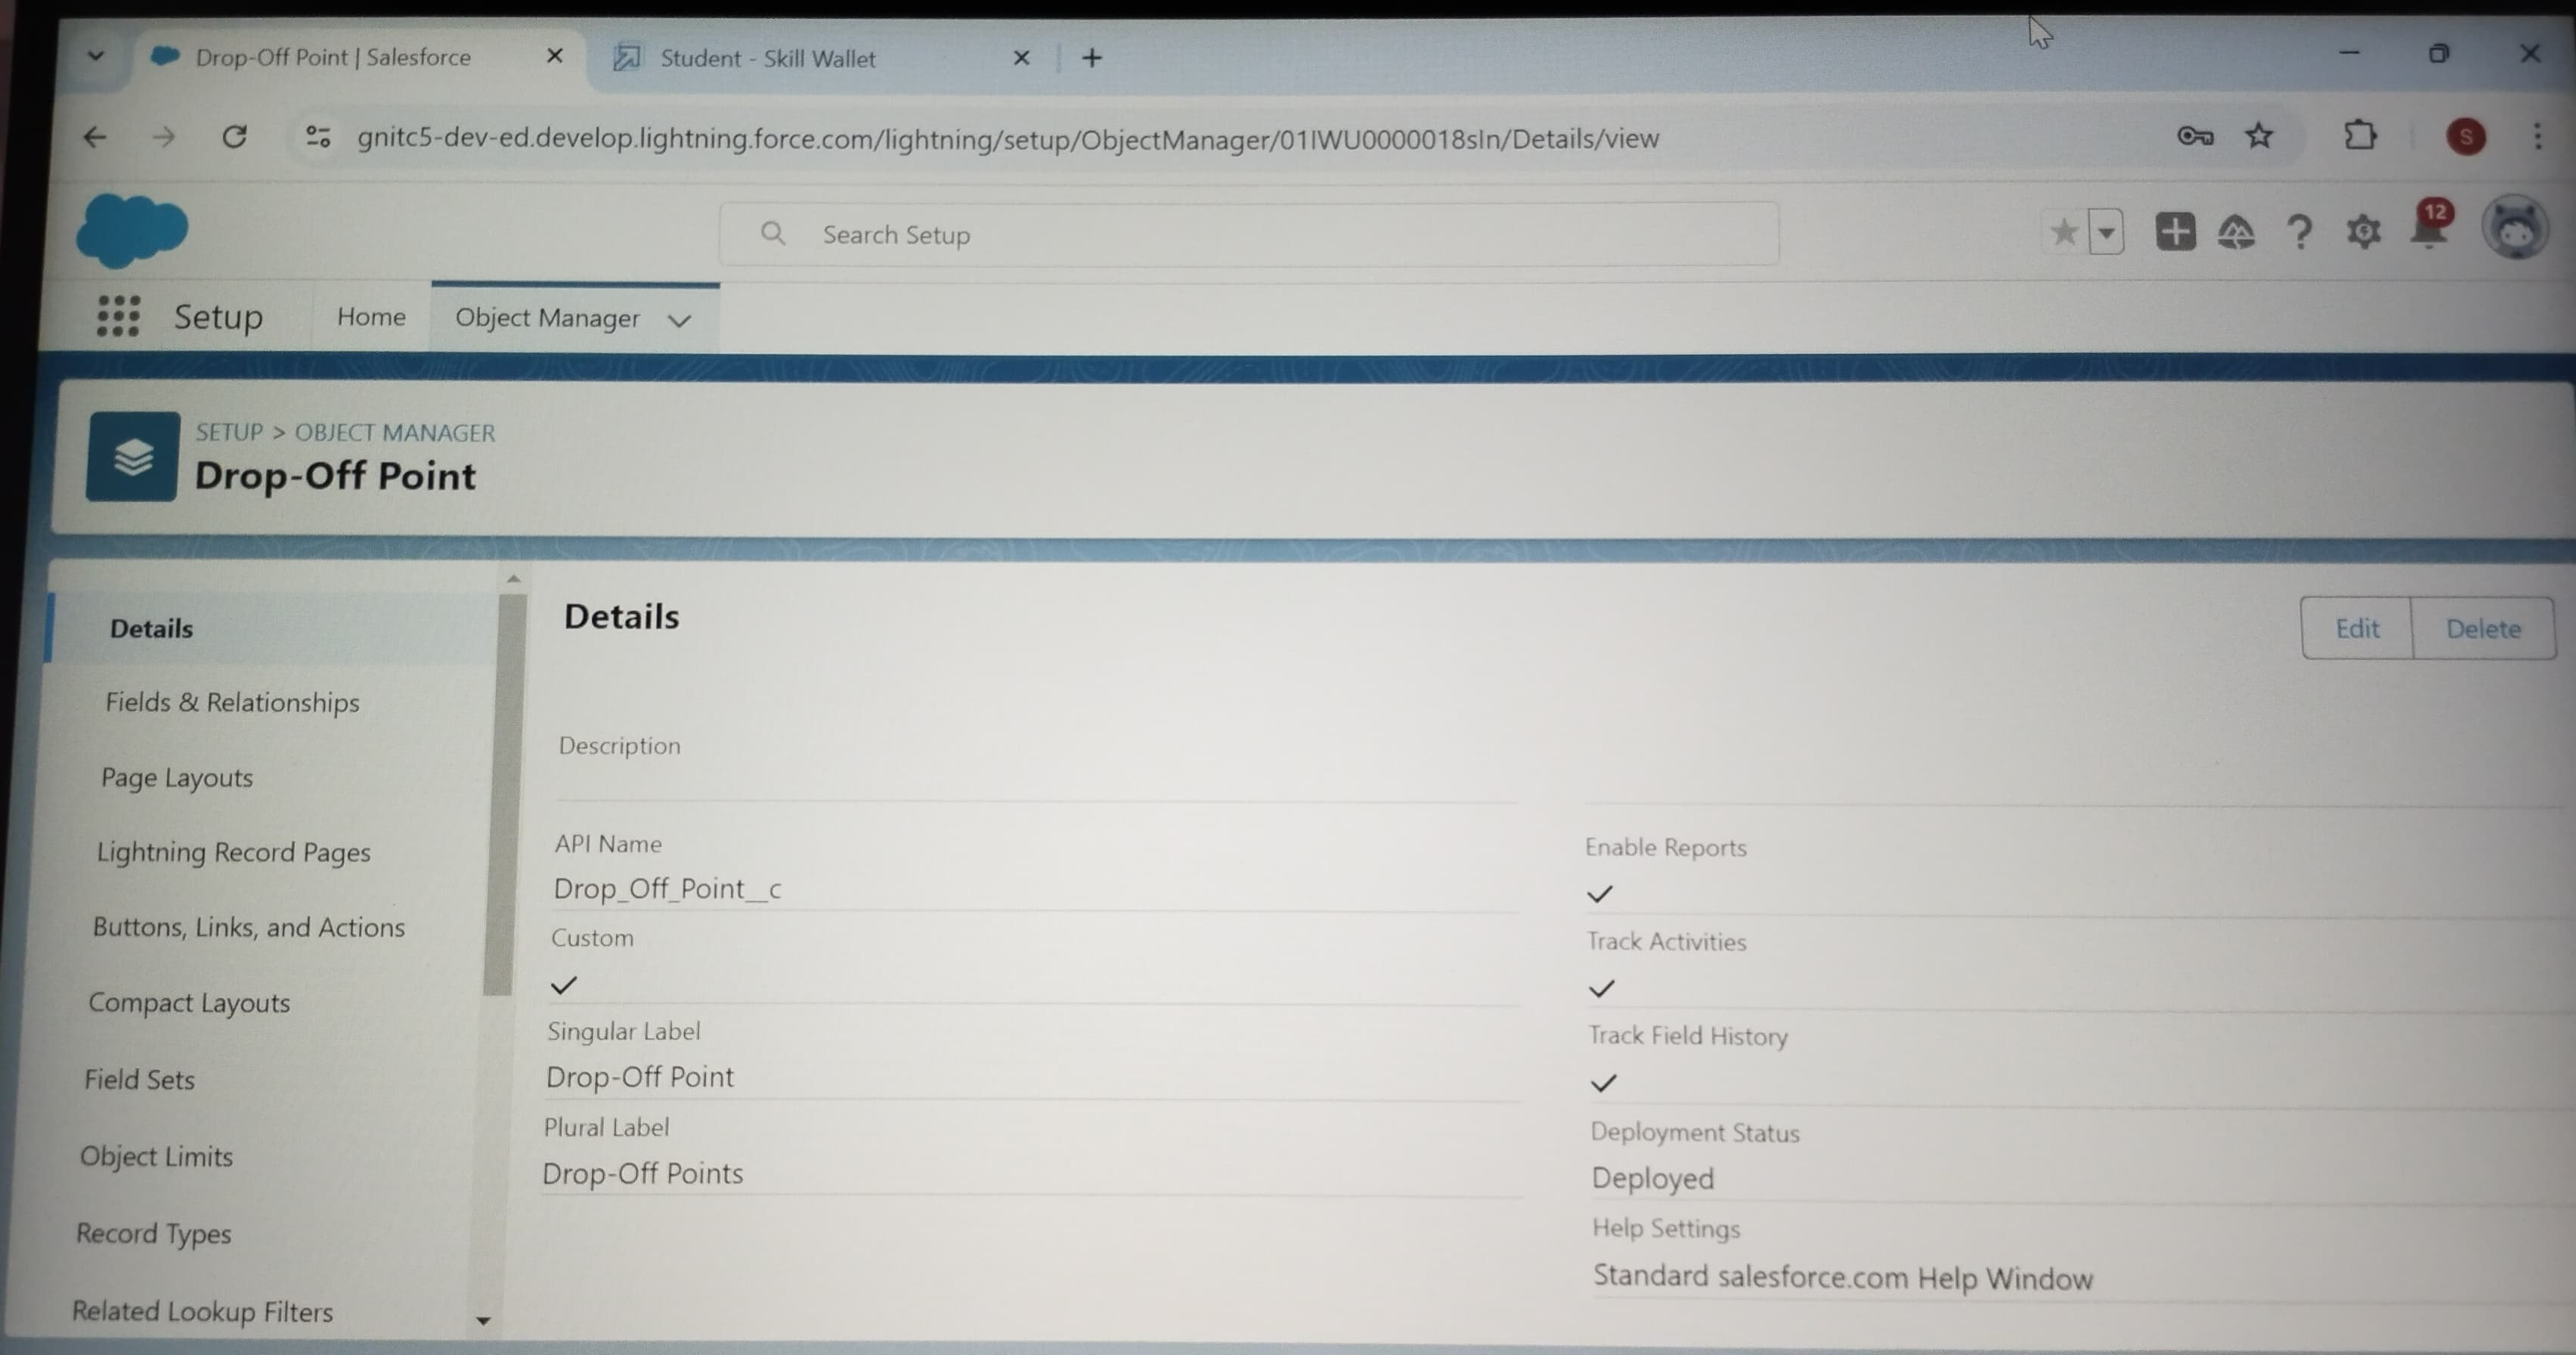 Drop-Off Point | Salesforce
Student - Skill Wallet
gnitc5-dev-ed.develop.lightning.force.com/lightning/setup/ObjectManager/01IWU0000018sIn/Details/view
S
Search Setup
12
Setup
Home
Object Manager
SETUP > OBJECT MANAGER
Drop-Off Point
Details
Fields & Relationships
Page Layouts
Lightning Record Pages
Buttons, Links, and Actions
Compact Layouts
Field Sets
Object Limits
Record Types
Related Lookup Filters
Details
Edit
Delete
Description
API Name
Drop_Off_Point__c
Custom
Singular Label
Drop-Off Point
Plural Label
Drop-Off Points
Enable Reports
Track Activities
Track Field History
Deployment Status
Deployed
Help Settings
Standard salesforce.com Help Window